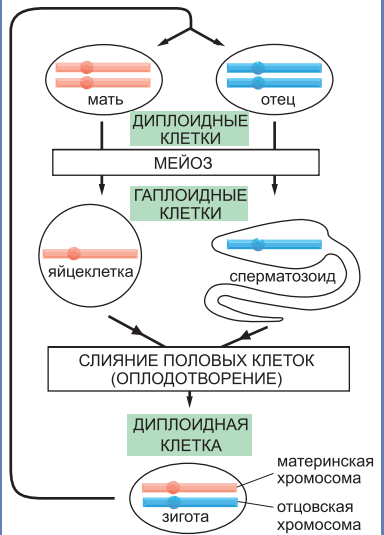 мать
отец
ДИПЛОИДНЫЕ
КЛЕТКИ
МЕЙОЗ
ГАПЛОИДНЫЕ
КЛЕТКИ
яйцеклетка
сперматозоид
СЛИЯНИЕ ПОЛОВЫХ КЛЕТОК
(ОПЛОДОТВОРЕНИЕ)
ДИПЛОИДНАЯ
КЛЕТКА
зигота
материнская
хромосома
отцовская
хромосома